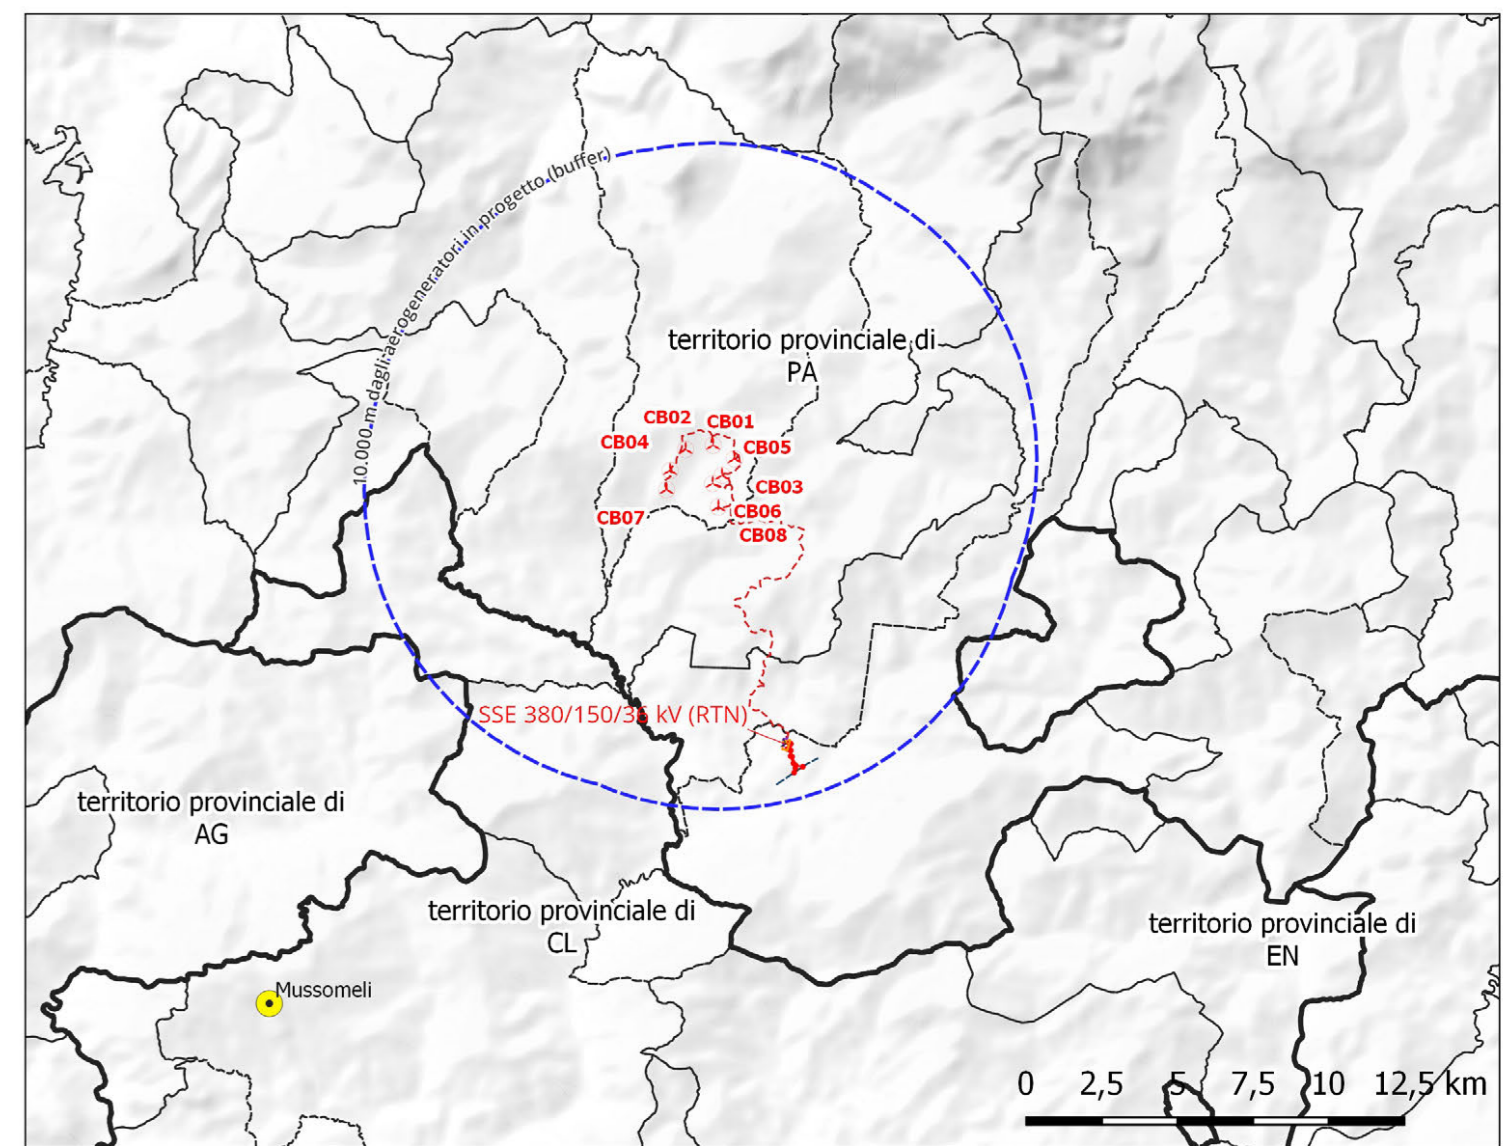 10.000 m dagli aerogeneratori in progetto (buffer)
territorio provinciale di
PA
CB02
CB01
CB04
CB05
CB03
CB06
CB07
CB08
SSE 380/150/36 kV (RTN)
territorio provinciale di
AG
territorio provinciale di
CL
territorio provinciale di
EN
Mussomeli
0 2,5 5 7,5 10 12,5 km